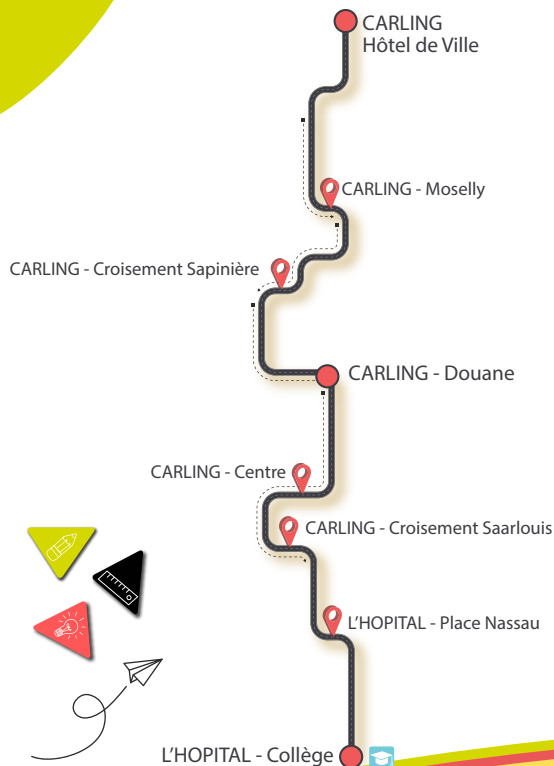 CARLING
Hôtel de Ville
CARLING - Moselly
CARLING - Croisement Sapinière
CARLING - Douane
CARLING - Centre
CARLING - Croisement Saarlouis
L'HOPITAL - Place Nassau
L'HOPITAL - Collège